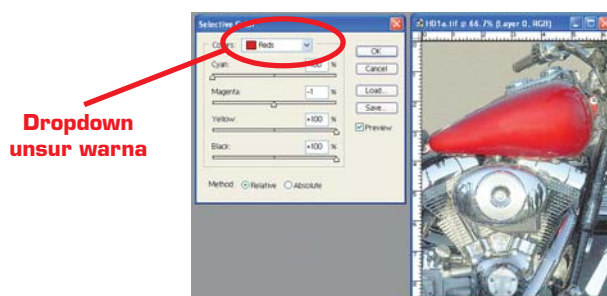 Selective Color
Colors: Reds
OK
Cyan: %
Cancel
Magenta: -1 %
Load...
Save...
Yellow: +100 %
Preview
Black: +100 %
Method: Relative Absolute
H01a.tif @ 66.7% (Layer 0, RGB)
Dropdown
unsur warna